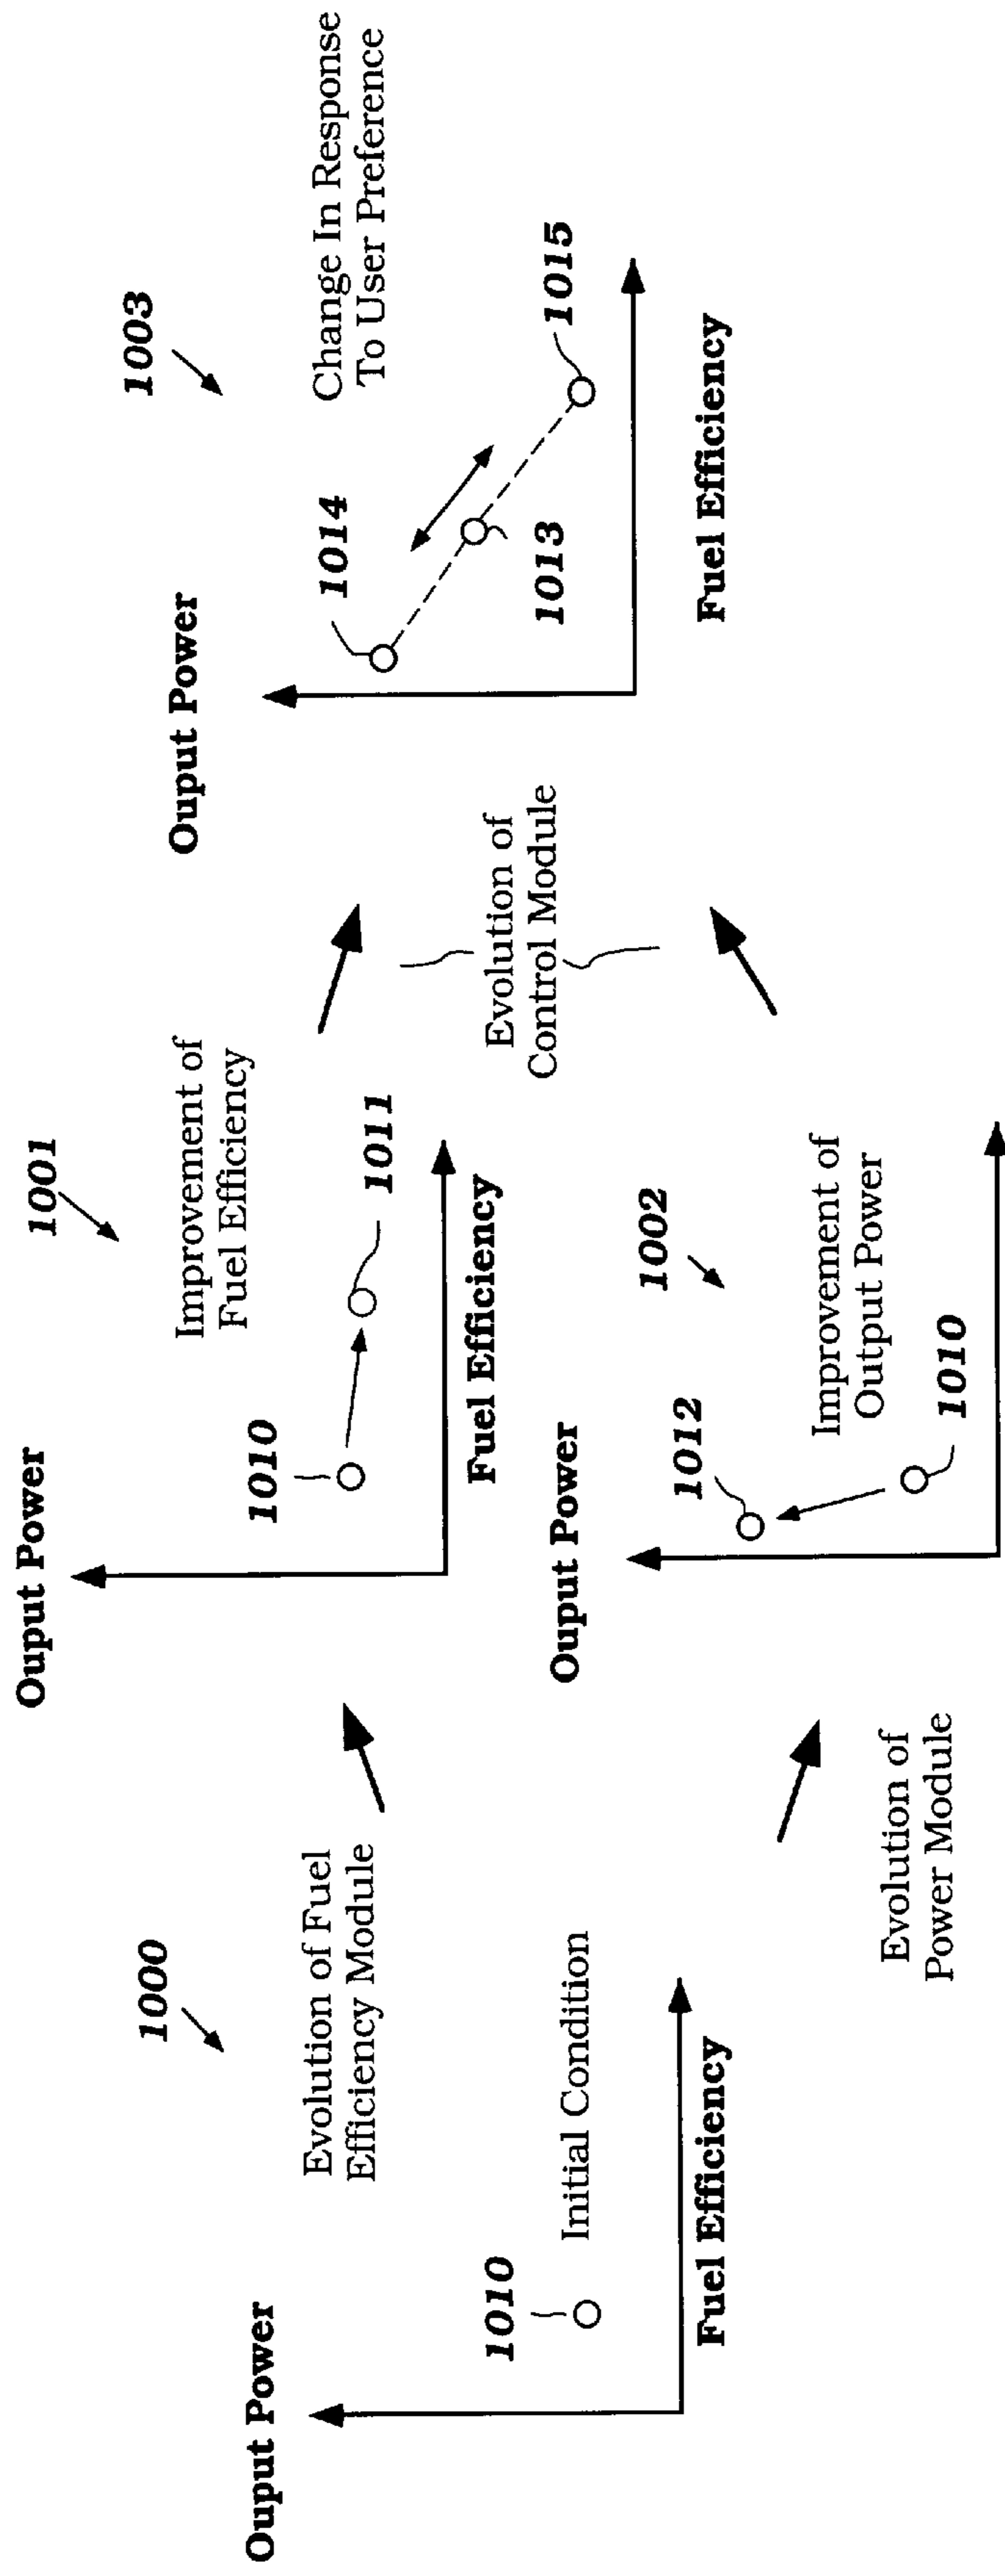 1000
Ouput Power
1010
Initial Condition
Fuel Efficiency
Evolution of Fuel
Efficiency Module
Evolution of
Power Module
1001
Ouput Power
Improvement of
Fuel Efficiency
1010
1011
Fuel Efficiency
1002
Ouput Power
1012
Improvement of
Output Power
1010
Evolution of
Control Module
1003
Ouput Power
Change In Response
To User Preference
1014
1013
1015
Fuel Efficiency